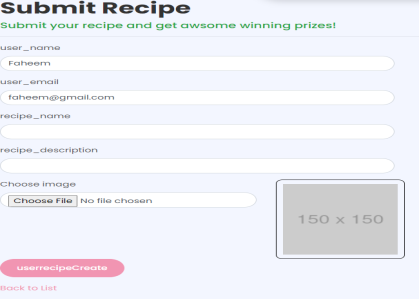 Submit Recipe
Submit your recipe and get awsome winning prizes!
user_name
Faheem
user_email
faheem@gmail.com
recipe_name
recipe_description
Choose image
Choose File No file chosen
150 x 150
userrecipeCreate
Back to List